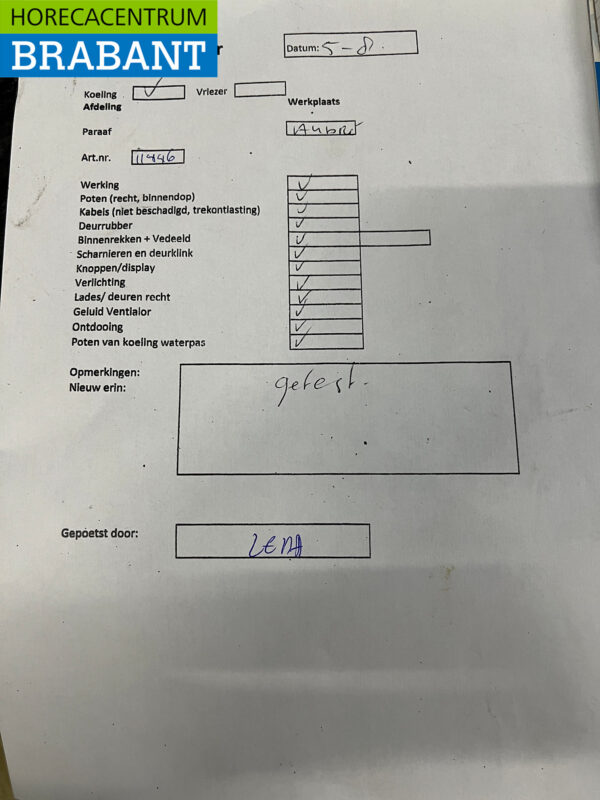 HORECACENTRUM
BRABANT
Datum: 5-8.
Koeling ✓ Vriezer
Afdeling Werkplaats
Paraaf
Art.nr. 11446
Werking ✓
Poten (recht, binnendop) ✓
Kabels (niet beschadigd, trekontlasting) ✓
Deurrubber ✓
Binnenrekken + Vedeeld ✓
Scharnieren en deurklink ✓
Knoppen/display ✓
Verlichting ✓
Lades/ deuren recht ✓
Geluid Ventialor ✓
Ontdooing ✓
Poten van koeling waterpas ✓
Opmerkingen: getest.
Nieuw erin:
Gepoetst door: LENA